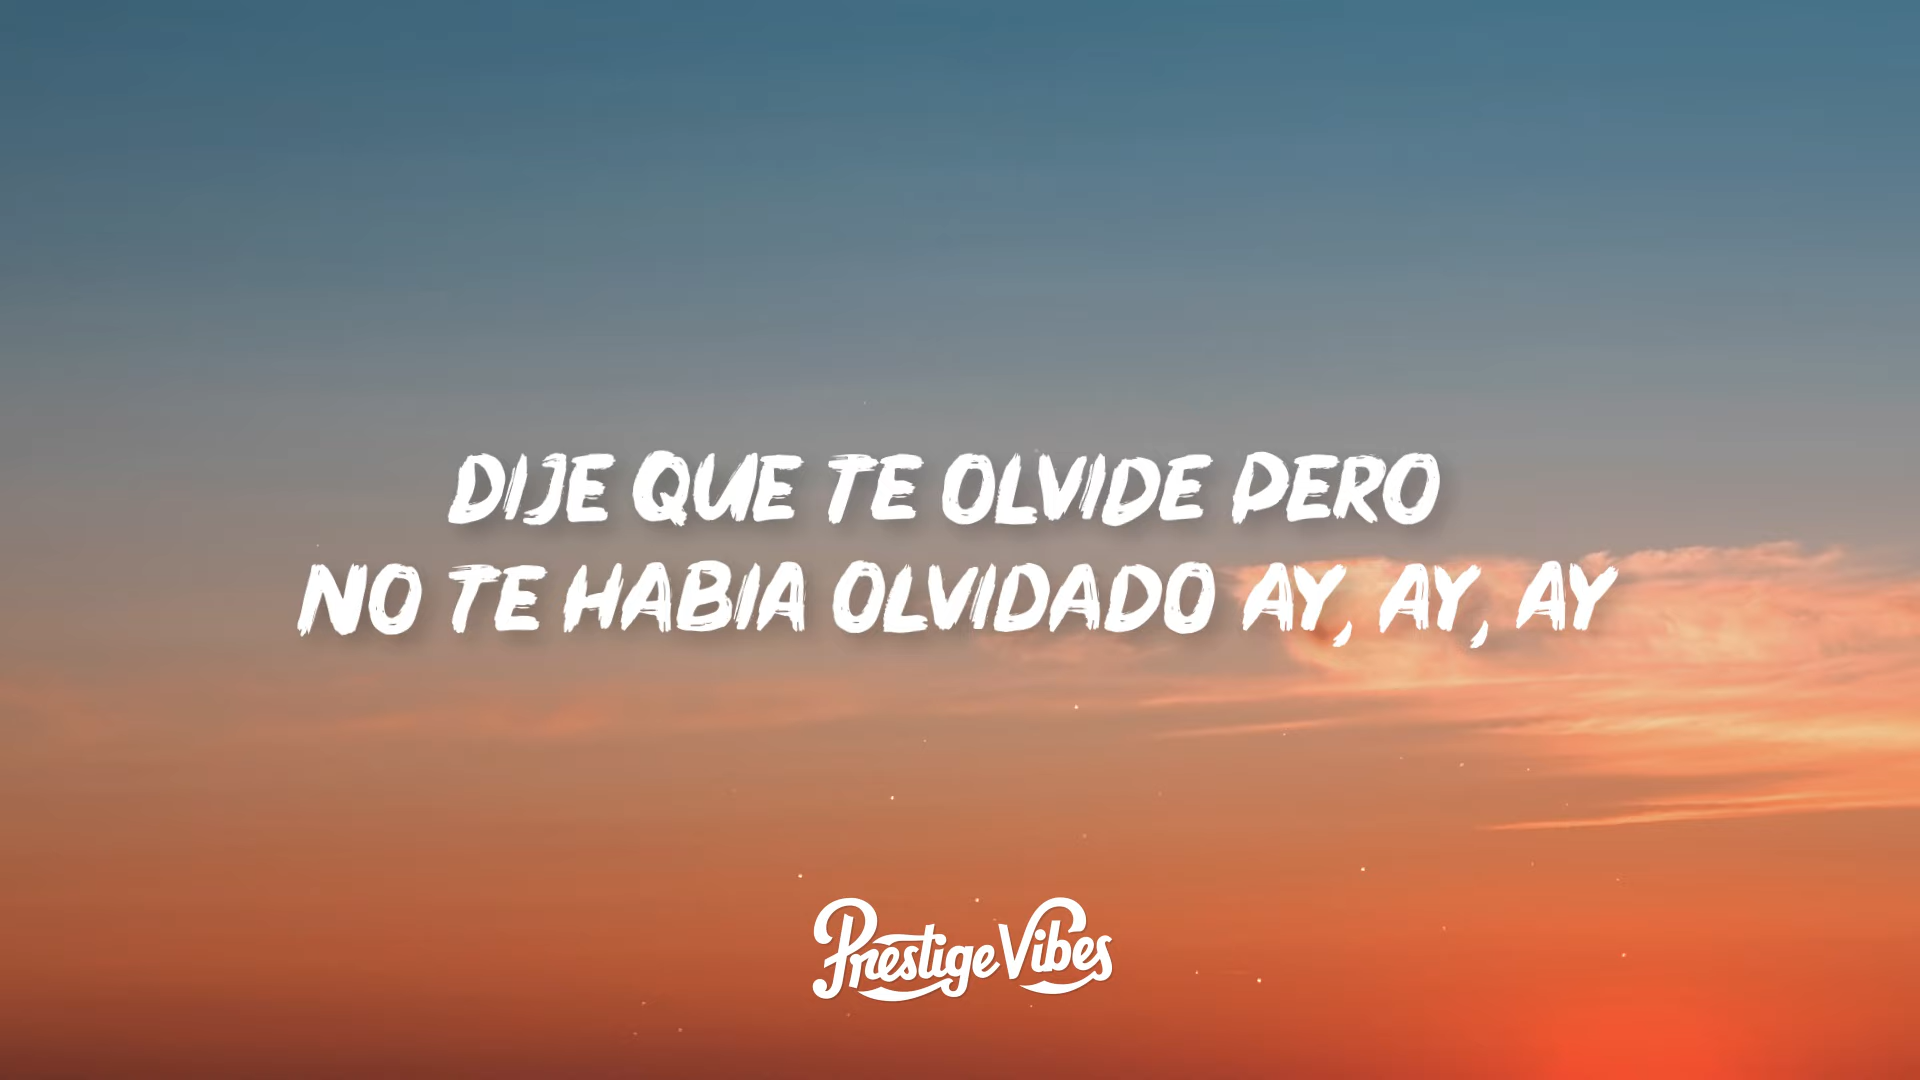 DIJE QUE TE OLVIDE PERO
NO TE HABIA OLVIDADO AY, AY, AY
Prestige Vibes